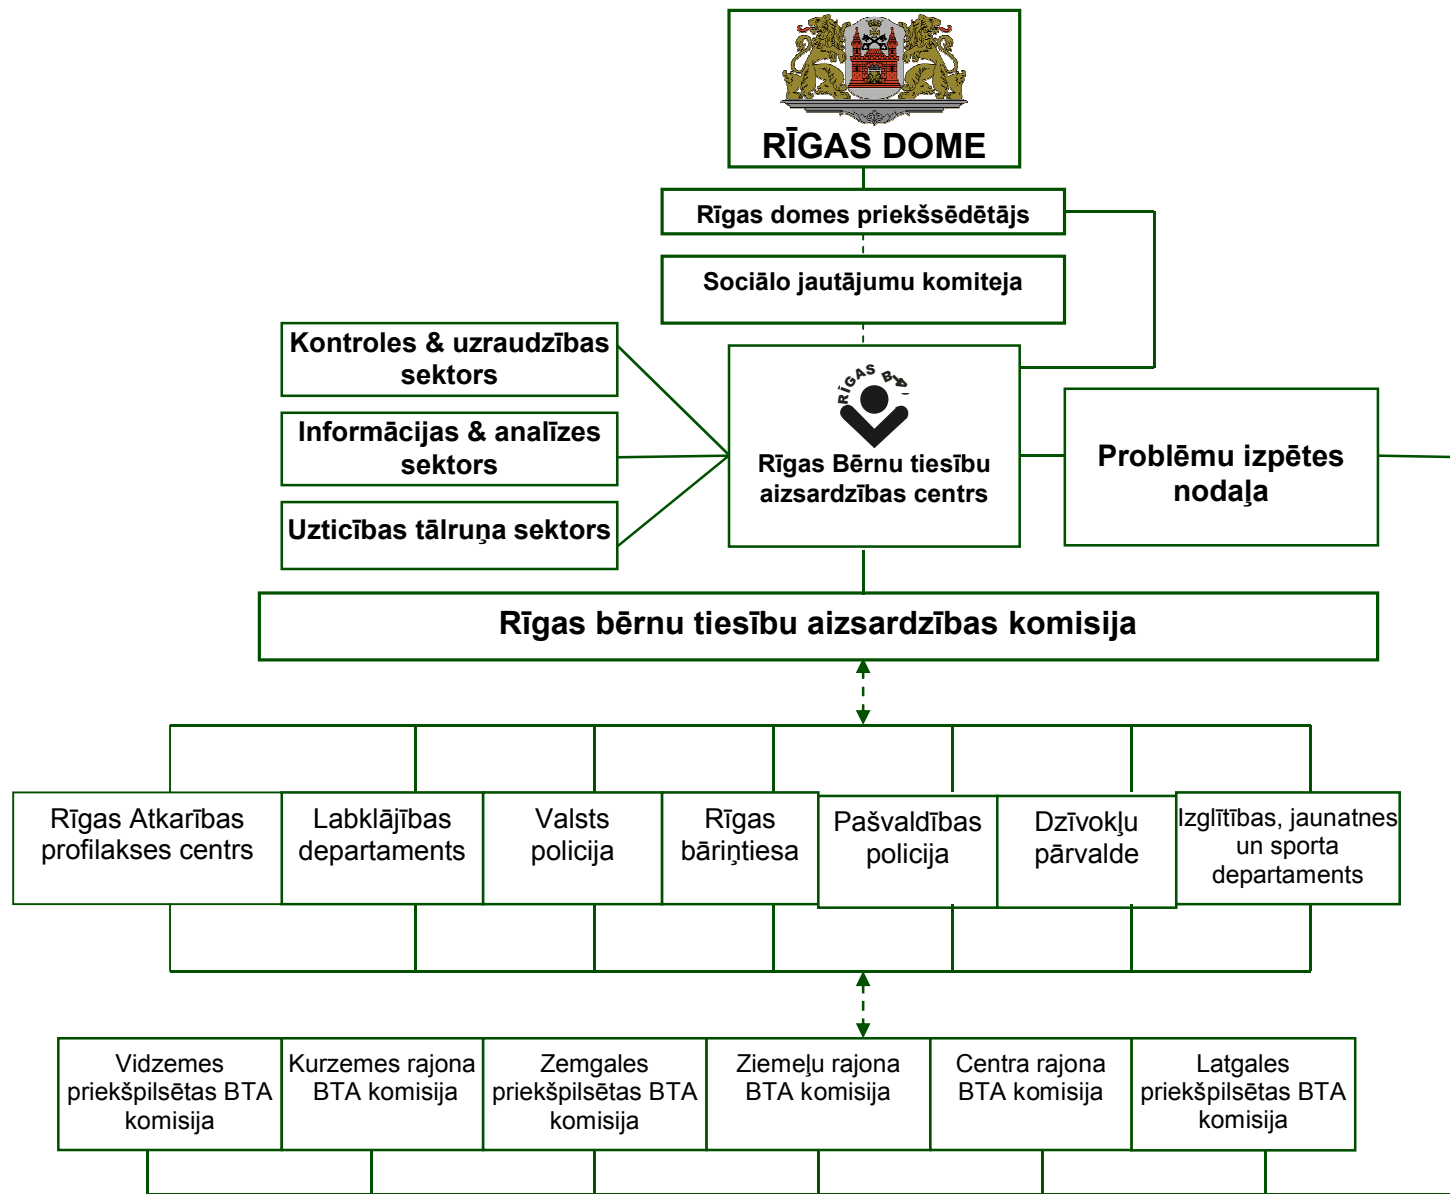 RĪGAS DOME
Rīgas domes priekšsēdētājs
Sociālo jautājumu komiteja
Kontroles & uzraudzības
sektors
Informācijas & analīzes
sektors
Uzticības tālruņa sektors
RĪGAS BTA
Rīgas Bērnu tiesību
aizsardzības centrs
Problēmu izpētes
nodaļa
Rīgas bērnu tiesību aizsardzības komisija
Rīgas Atkarības
profilakses centrs
Labklājības
departaments
Valsts
policija
Rīgas
bāriņtiesa
Pašvaldības
policija
Dzīvokļu
pārvalde
Izglītības, jaunatnes
un sporta
departaments
Vidzemes
priekšpilsētas BTA
komisija
Kurzemes rajona
BTA komisija
Zemgales
priekšpilsētas BTA
komisija
Ziemeļu rajona
BTA komisija
Centra rajona
BTA komisija
Latgales
priekšpilsētas BTA
komisija